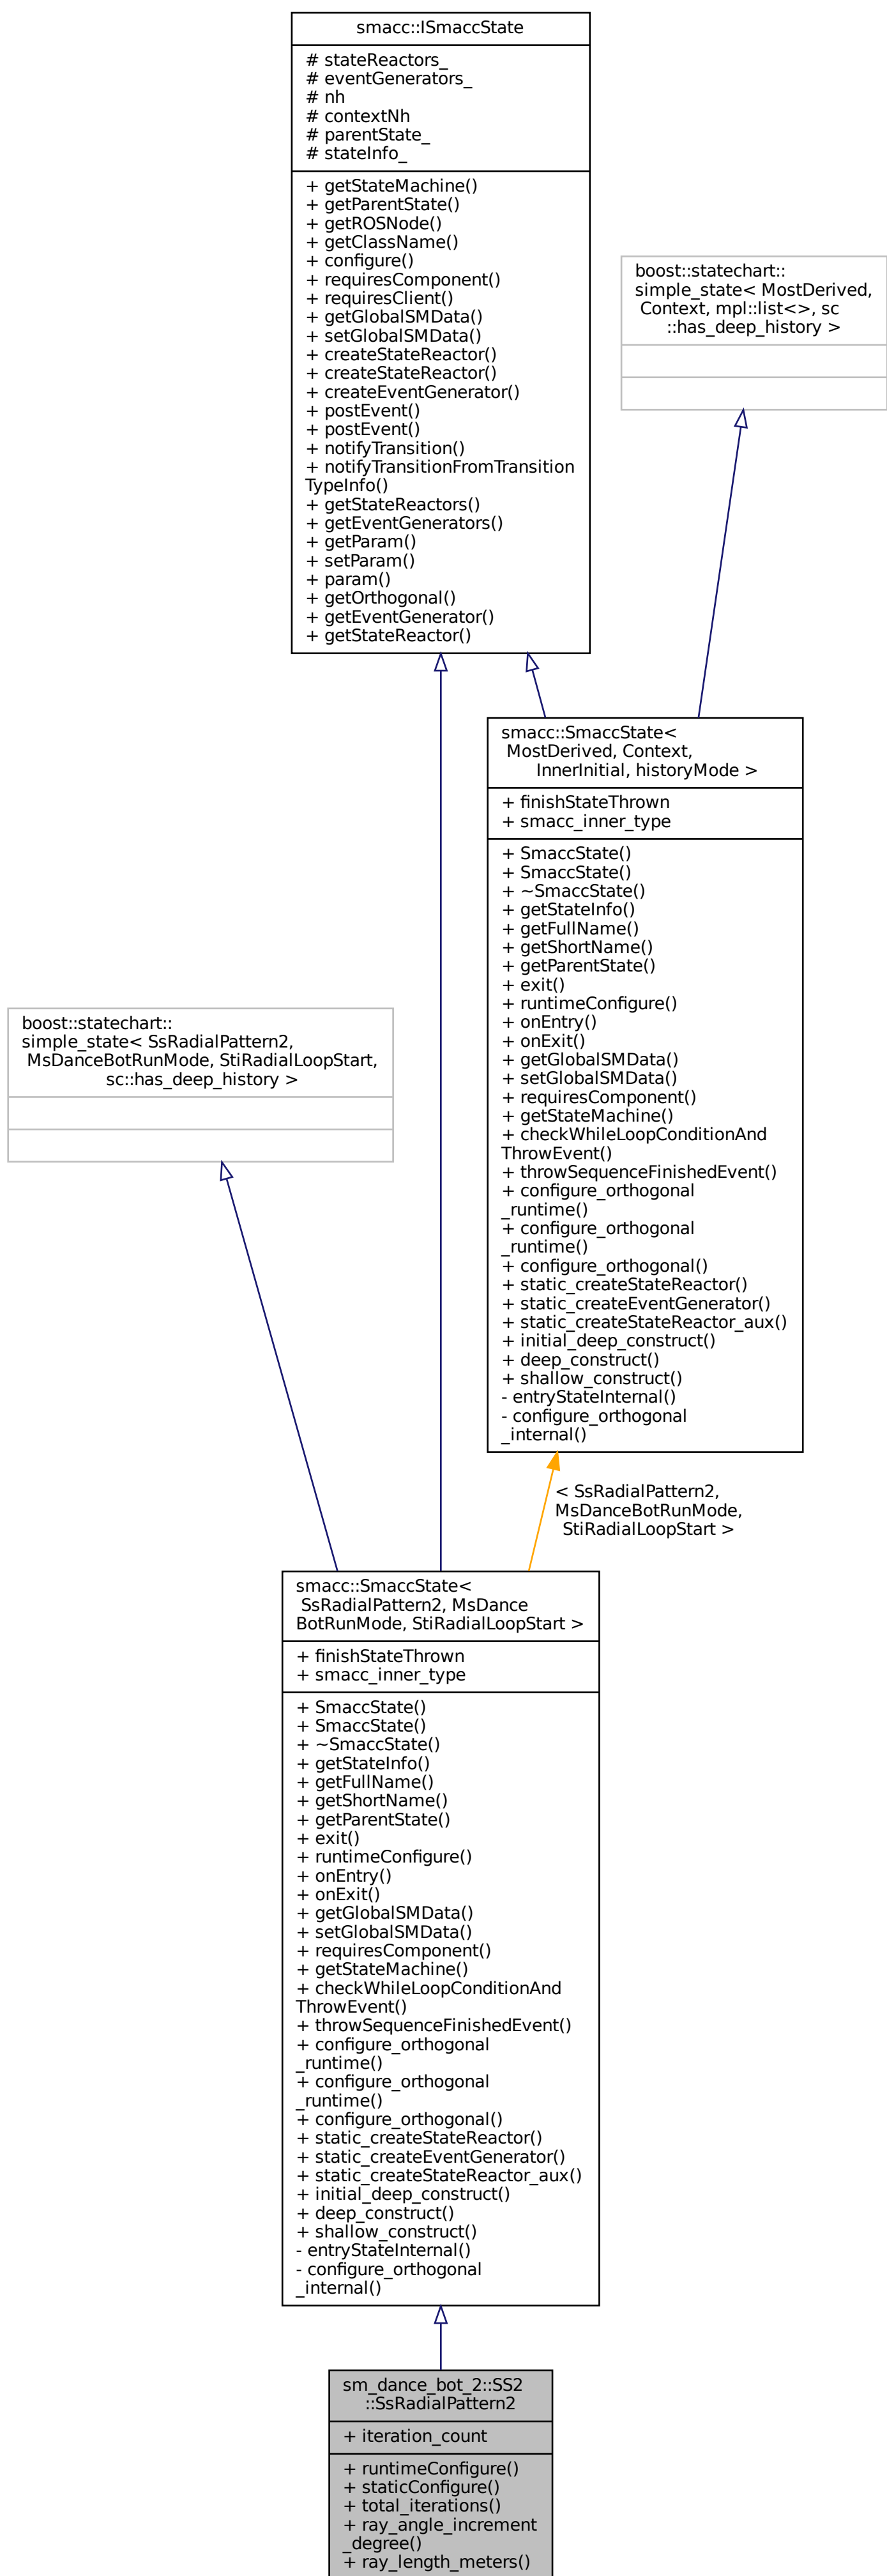 smacc::ISmaccState
# stateReactors_
# eventGenerators_
# nh
# contextNh
# parentState_
# stateInfo_
+ getStateMachine()
+ getParentState()
+ getROSNode()
+ getClassName()
+ configure()
+ requiresComponent()
+ requiresClient()
+ getGlobalSMData()
+ setGlobalSMData()
+ createStateReactor()
+ createStateReactor()
+ createEventGenerator()
+ postEvent()
+ postEvent()
+ notifyTransition()
+ notifyTransitionFromTransition
TypeInfo()
+ getStateReactors()
+ getEventGenerators()
+ getParam()
+ setParam()
+ param()
+ getOrthogonal()
+ getEventGenerator()
+ getStateReactor()
boost::statechart::
simple_state< MostDerived,
Context, mpl::list<>, sc
::has_deep_history >
smacc::SmaccState<
MostDerived, Context,
InnerInitial, historyMode >
+ finishStateThrown
+ smacc_inner_type
+ SmaccState()
+ SmaccState()
+ ~SmaccState()
+ getStateInfo()
+ getFullName()
+ getShortName()
+ getParentState()
+ exit()
+ runtimeConfigure()
+ onEntry()
+ onExit()
+ getGlobalSMData()
+ setGlobalSMData()
+ requiresComponent()
+ getStateMachine()
+ checkWhileLoopConditionAnd
ThrowEvent()
+ throwSequenceFinishedEvent()
+ configure_orthogonal
_runtime()
+ configure_orthogonal
_runtime()
+ configure_orthogonal()
+ static_createStateReactor()
+ static_createEventGenerator()
+ static_createStateReactor_aux()
+ initial_deep_construct()
+ deep_construct()
+ shallow_construct()
- entryStateInternal()
- configure_orthogonal
_internal()
boost::statechart::
simple_state< SsRadialPattern2,
MsDanceBotRunMode, StiRadialLoopStart,
sc::has_deep_history >
< SsRadialPattern2,
MsDanceBotRunMode,
StiRadialLoopStart >
smacc::SmaccState<
SsRadialPattern2, MsDance
BotRunMode, StiRadialLoopStart >
+ finishStateThrown
+ smacc_inner_type
+ SmaccState()
+ SmaccState()
+ ~SmaccState()
+ getStateInfo()
+ getFullName()
+ getShortName()
+ getParentState()
+ exit()
+ runtimeConfigure()
+ onEntry()
+ onExit()
+ getGlobalSMData()
+ setGlobalSMData()
+ requiresComponent()
+ getStateMachine()
+ checkWhileLoopConditionAnd
ThrowEvent()
+ throwSequenceFinishedEvent()
+ configure_orthogonal
_runtime()
+ configure_orthogonal
_runtime()
+ configure_orthogonal()
+ static_createStateReactor()
+ static_createEventGenerator()
+ static_createStateReactor_aux()
+ initial_deep_construct()
+ deep_construct()
+ shallow_construct()
- entryStateInternal()
- configure_orthogonal
_internal()
sm_dance_bot_2::SS2
::SsRadialPattern2
+ iteration_count
+ runtimeConfigure()
+ staticConfigure()
+ total_iterations()
+ ray_angle_increment
_degree()
+ ray_length_meters()